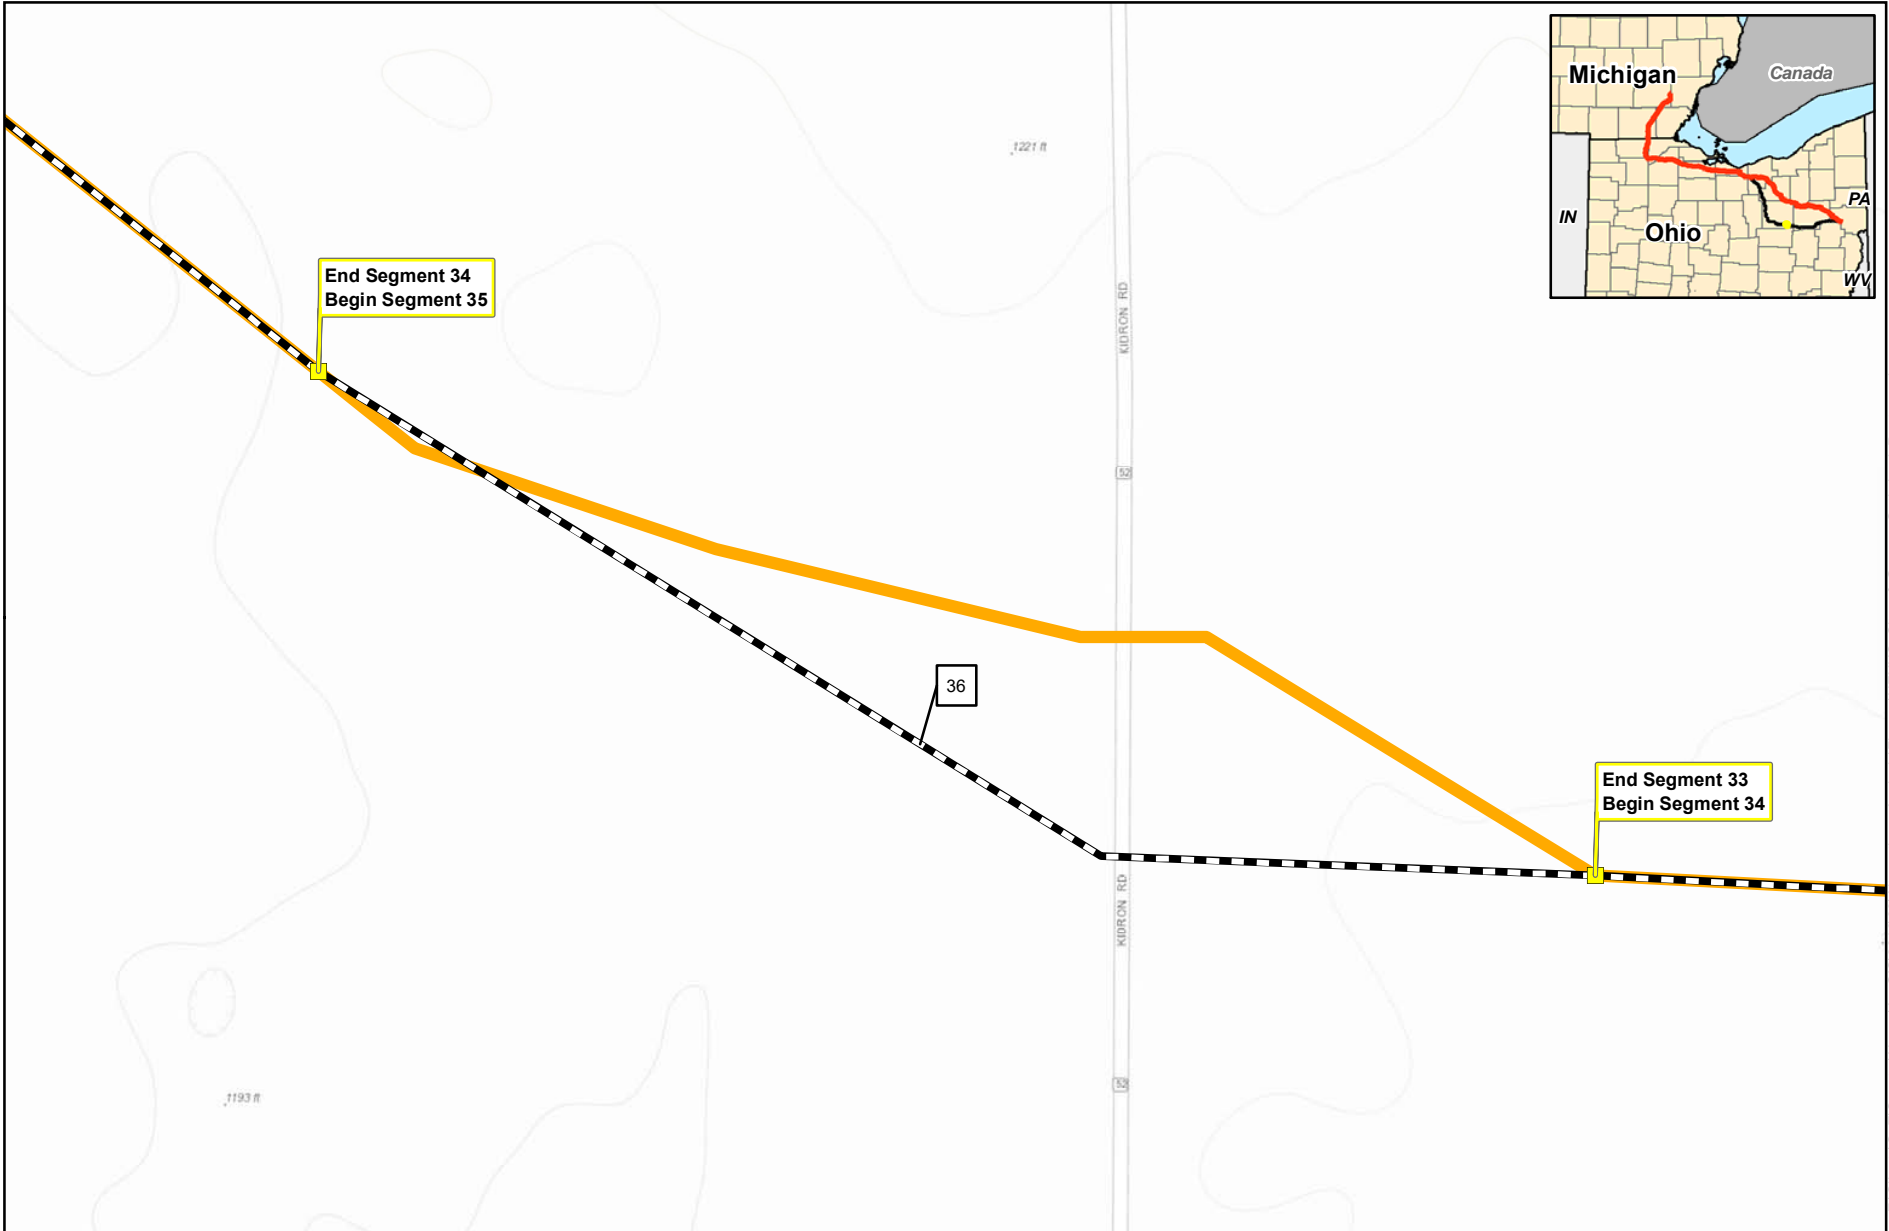 Michigan
Canada
IN
Ohio
PA
WV
1221 ft
KIDRON RD
End Segment 34
Begin Segment 35
52
36
End Segment 33
Begin Segment 34
KIDRON RD
52
1193 ft